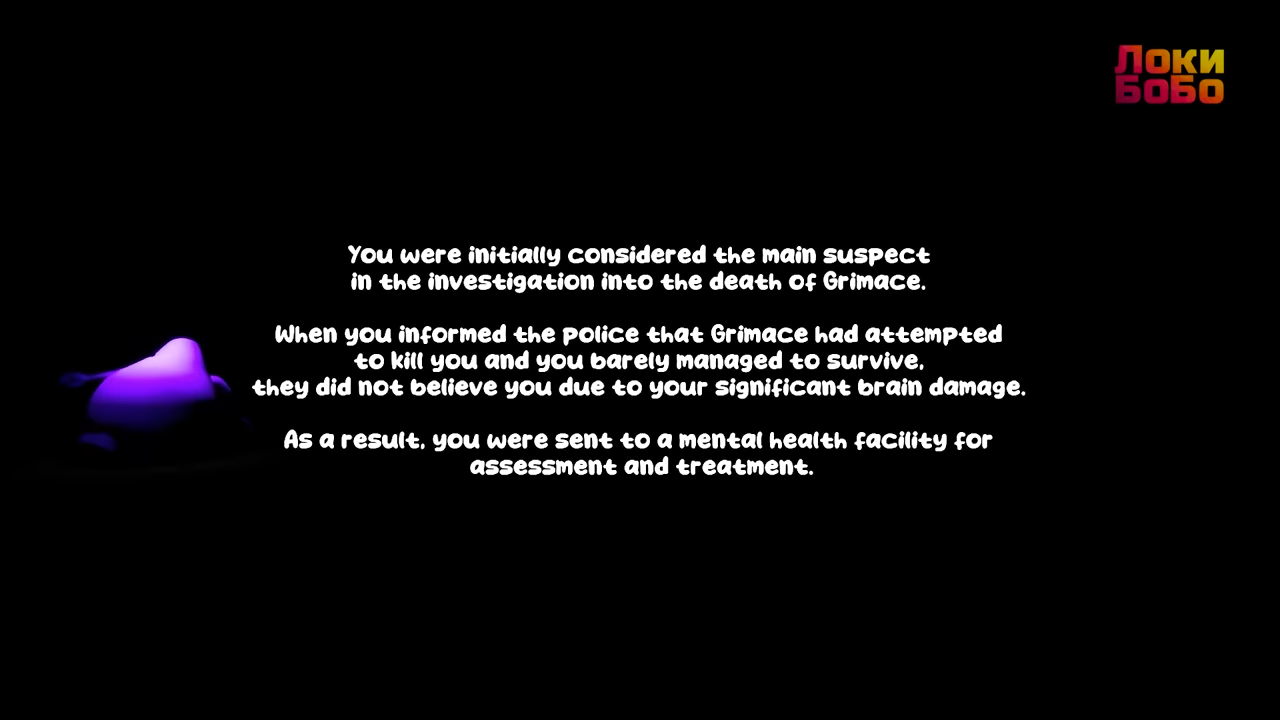 Локи
Бобо
You were initially considered the main suspect
in the investigation into the death of Grimace.
When you informed the police that Grimace had attempted
to kill you and you barely managed to survive,
they did not believe you due to your significant brain damage.
As a result, you were sent to a mental health facility for
assessment and treatment.